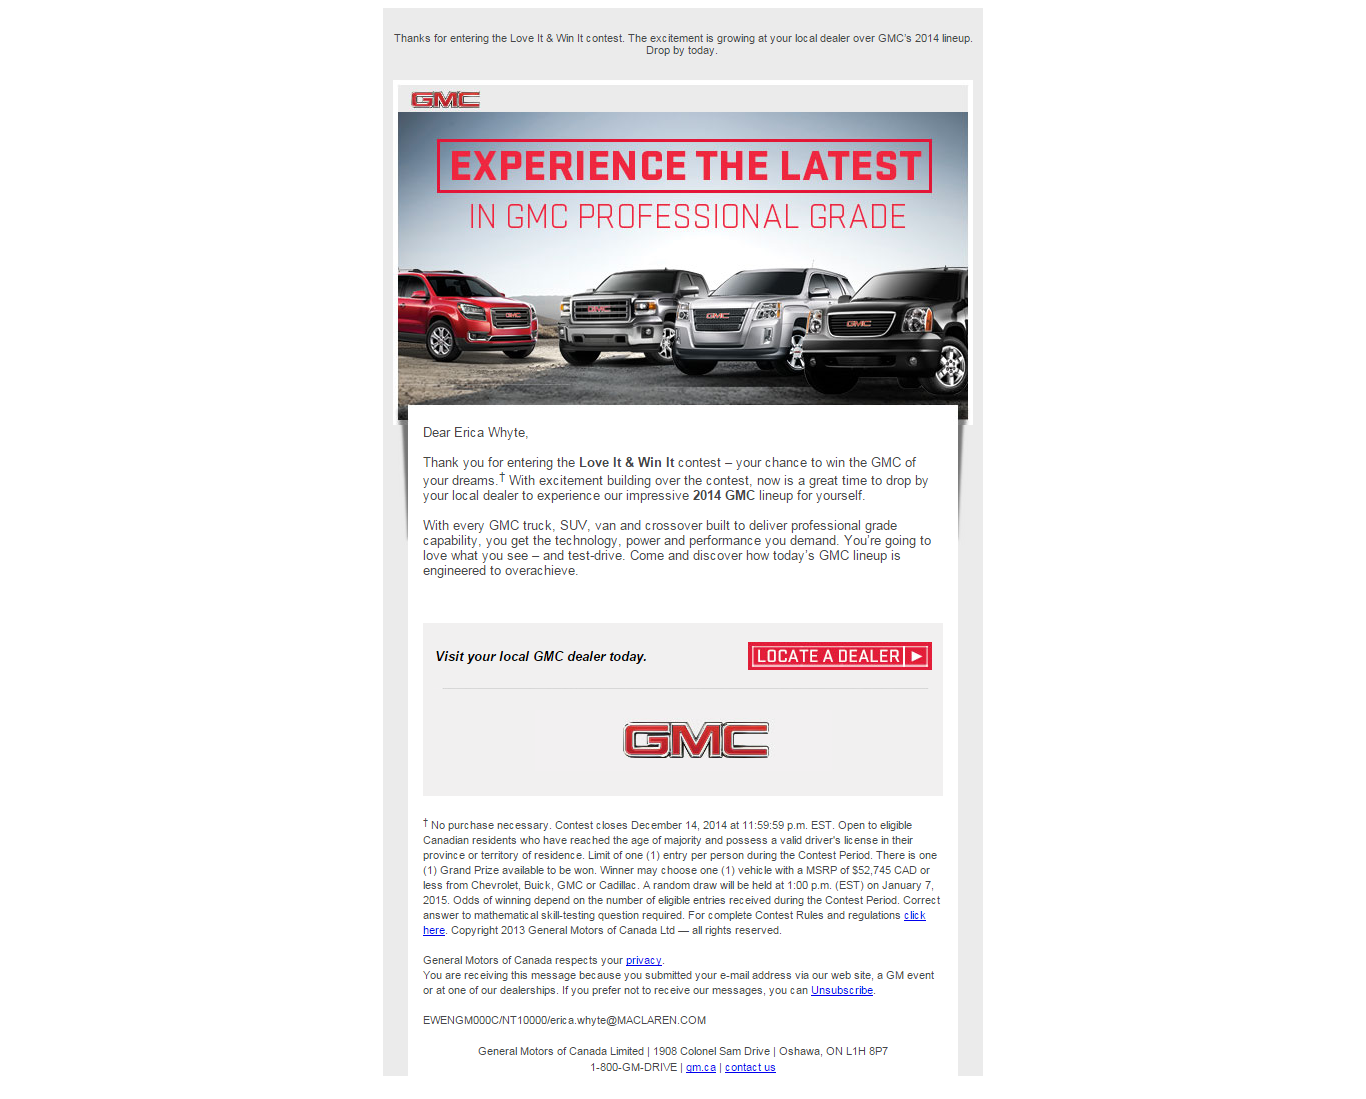 Thanks for entering the Love It & Win It contest. The excitement is growing at your local dealer over GMC's 2014 lineup.
Drop by today.
GMC
EXPERIENCE THE LATEST
IN GMC PROFESSIONAL GRADE
GMC
GMC
GMC
GMC
Dear Erica Whyte,
Thank you for entering the Love It & Win It contest – your chance to win the GMC of
your dreams.† With excitement building over the contest, now is a great time to drop by
your local dealer to experience our impressive 2014 GMC lineup for yourself.
With every GMC truck, SUV, van and crossover built to deliver professional grade
capability, you get the technology, power and performance you demand. You're going to
love what you see – and test-drive. Come and discover how today's GMC lineup is
engineered to overachieve.
Visit your local GMC dealer today.
LOCATE A DEALER
GMC
† No purchase necessary. Contest closes December 14, 2014 at 11:59:59 p.m. EST. Open to eligible
Canadian residents who have reached the age of majority and possess a valid driver's license in their
province or territory of residence. Limit of one (1) entry per person during the Contest Period. There is one
(1) Grand Prize available to be won. Winner may choose one (1) vehicle with a MSRP of $52,745 CAD or
less from Chevrolet, Buick, GMC or Cadillac. A random draw will be held at 1:00 p.m. (EST) on January 7,
2015. Odds of winning depend on the number of eligible entries received during the Contest Period. Correct
answer to mathematical skill-testing question required. For complete Contest Rules and regulations click
here. Copyright 2013 General Motors of Canada Ltd — all rights reserved.
General Motors of Canada respects your privacy.
You are receiving this message because you submitted your e-mail address via our web site, a GM event
or at one of our dealerships. If you prefer not to receive our messages, you can Unsubscribe.
EWENGM000C/NT10000/erica.whyte@MACLAREN.COM
General Motors of Canada Limited | 1908 Colonel Sam Drive | Oshawa, ON L1H 8P7
1-800-GM-DRIVE | gm.ca | contact us